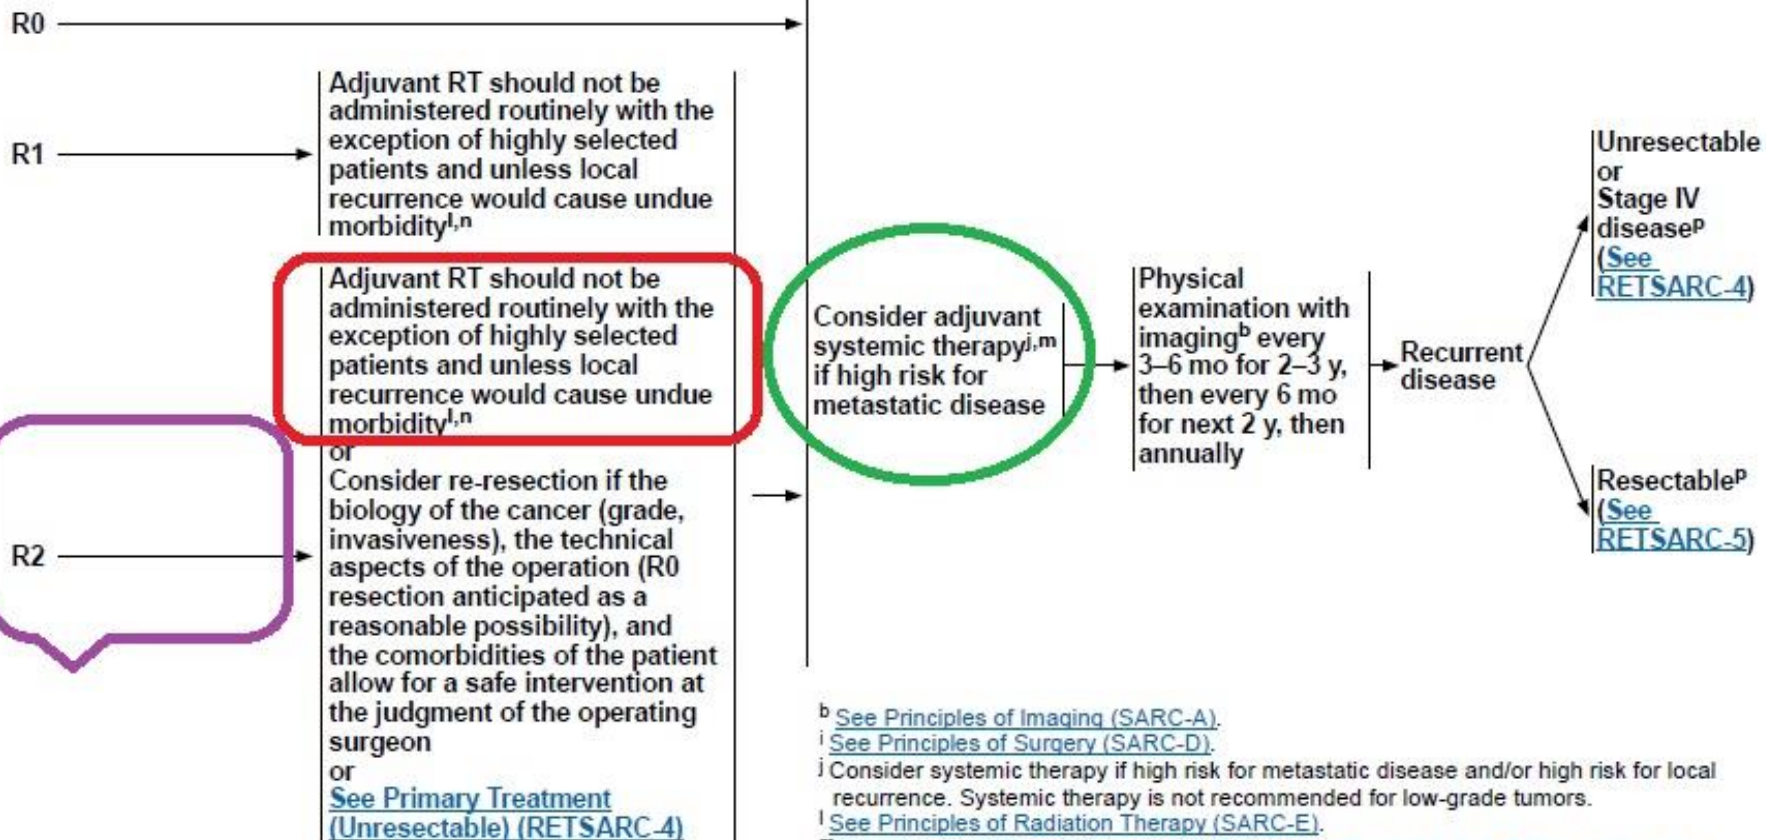 R0
R1
Adjuvant RT should not be
administered routinely with the
exception of highly selected
patients and unless local
recurrence would cause undue
morbidityl,n
R2
Adjuvant RT should not be
administered routinely with the
exception of highly selected
patients and unless local
recurrence would cause undue
morbidityl,n
or
Consider re-resection if the
biology of the cancer (grade,
invasiveness), the technical
aspects of the operation (R0
resection anticipated as a
reasonable possibility), and
the comorbidities of the patient
allow for a safe intervention at
the judgment of the operating
surgeon
or
See Primary Treatment
(Unresectable) (RETSARC-4)
Consider adjuvant
systemic therapyj,m
if high risk for
metastatic disease
Physical
examination with
imagingb every
3–6 mo for 2–3 y,
then every 6 mo
for next 2 y, then
annually
Recurrent
disease
Unresectable
or
Stage IV
diseasep
(See
RETSARC-4)
Resectablep
(See
RETSARC-5)
b See Principles of Imaging (SARC-A).
i See Principles of Surgery (SARC-D).
j Consider systemic therapy if high risk for metastatic disease and/or high risk for local
recurrence. Systemic therapy is not recommended for low-grade tumors.
l See Principles of Radiation Therapy (SARC-E).